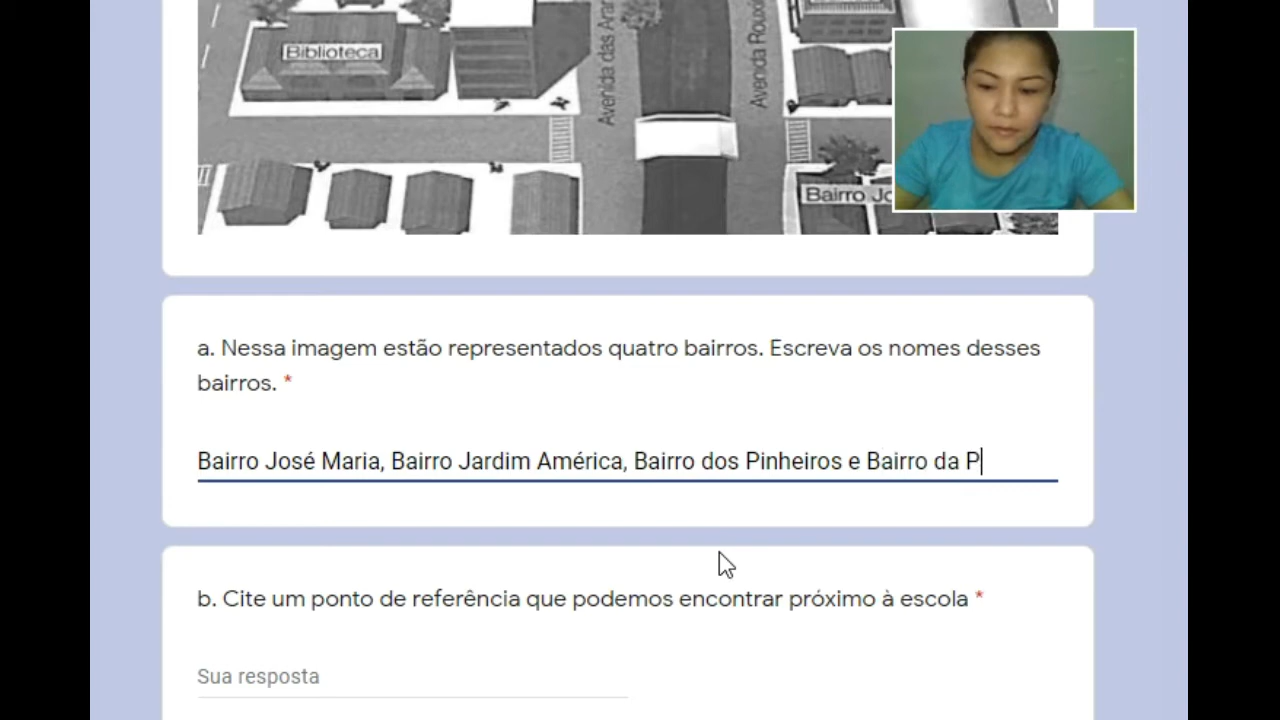 Biblioteca
Avenida das Arar
Avenida Rouxi
Bairro Jo
a. Nessa imagem estão representados quatro bairros. Escreva os nomes desses
bairros. *
Bairro José Maria, Bairro Jardim América, Bairro dos Pinheiros e Bairro da P
b. Cite um ponto de referência que podemos encontrar próximo à escola *
Sua resposta